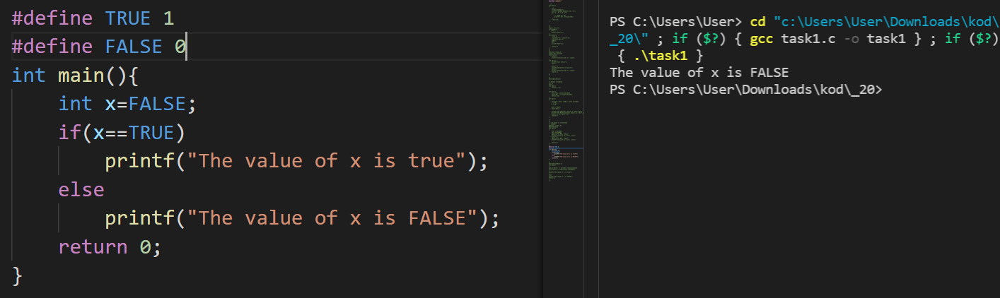 #define TRUE 1
#define FALSE 0
int main(){
    int x=FALSE;
    if(x==TRUE)
        printf("The value of x is true");
    else
        printf("The value of x is FALSE");
    return 0;
}
PS C:\Users\User> cd "c:\Users\User\Downloads\kod\
_20\" ; if ($?) { gcc task1.c -o task1 } ; if ($?)
 { .\task1 }
The value of x is FALSE
PS C:\Users\User\Downloads\kod\_20>